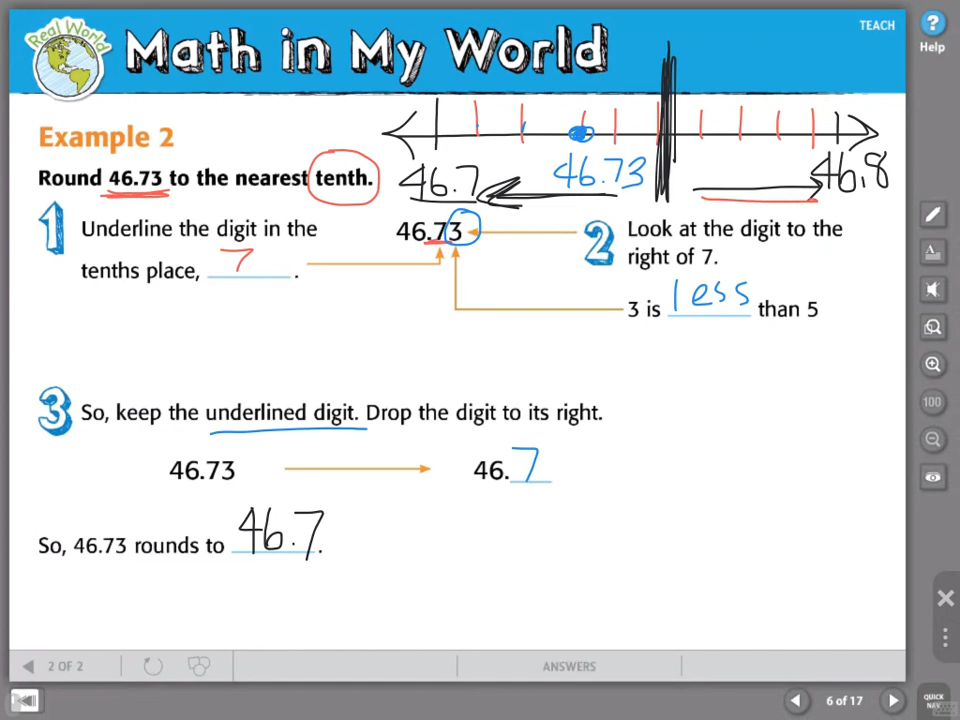 TEACH
Help
Real World
Math in My World
Example 2
Round 46.73 to the nearest tenth.
46.7
46.73
46.8
1
Underline the digit in the
tenths place, 7.
46.73
2
Look at the digit to the
right of 7.
3 is less than 5
3
So, keep the underlined digit. Drop the digit to its right.
46.73
46.7
So, 46.73 rounds to 46.7.
100
2 OF 2
ANSWERS
6 of 17
QUICK
NAV